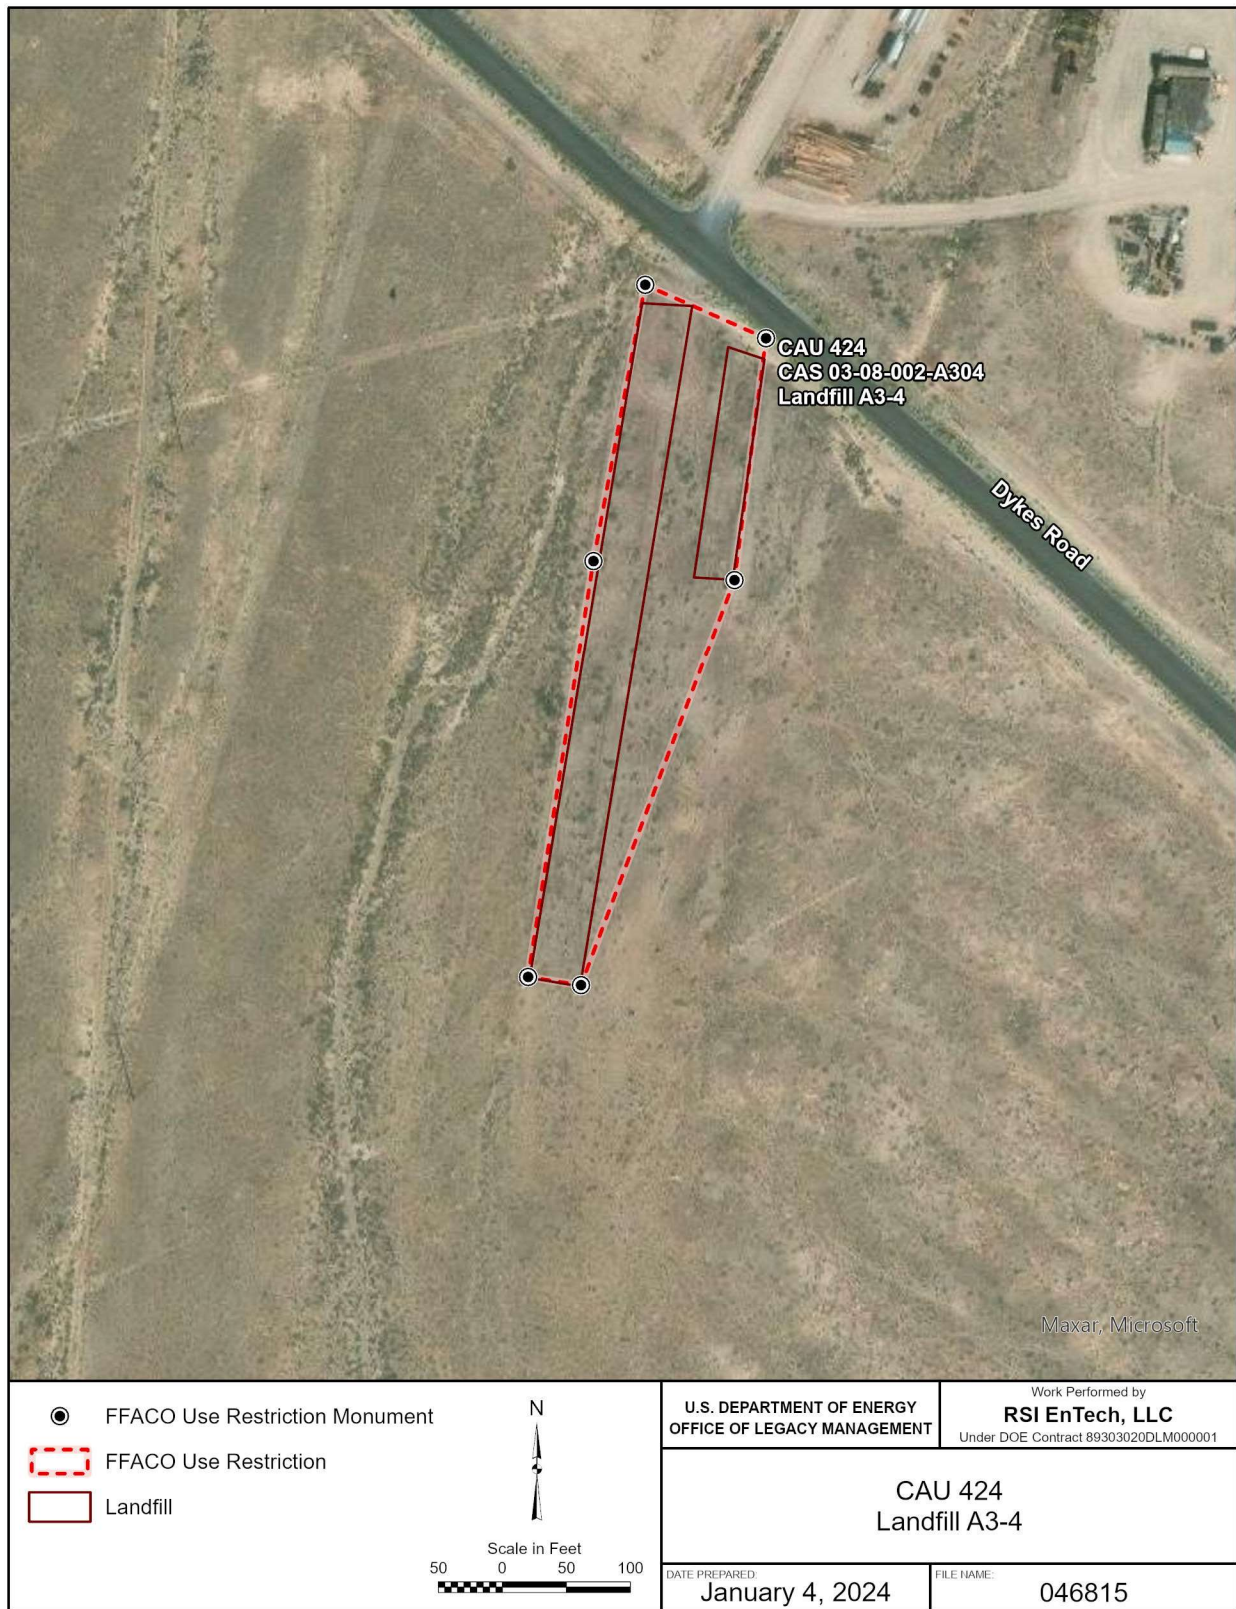 CAU 424
CAS 03-08-002-A304
Landfill A3-4
Dykes Road
Maxar, Microsoft
FFACO Use Restriction Monument
FFACO Use Restriction
Landfill
N
Scale in Feet
50 0 50 100
U.S. DEPARTMENT OF ENERGY
OFFICE OF LEGACY MANAGEMENT
Work Performed by
RSI EnTech, LLC
Under DOE Contract 89303020DLM000001
CAU 424
Landfill A3-4
DATE PREPARED:
January 4, 2024
FILE NAME:
046815